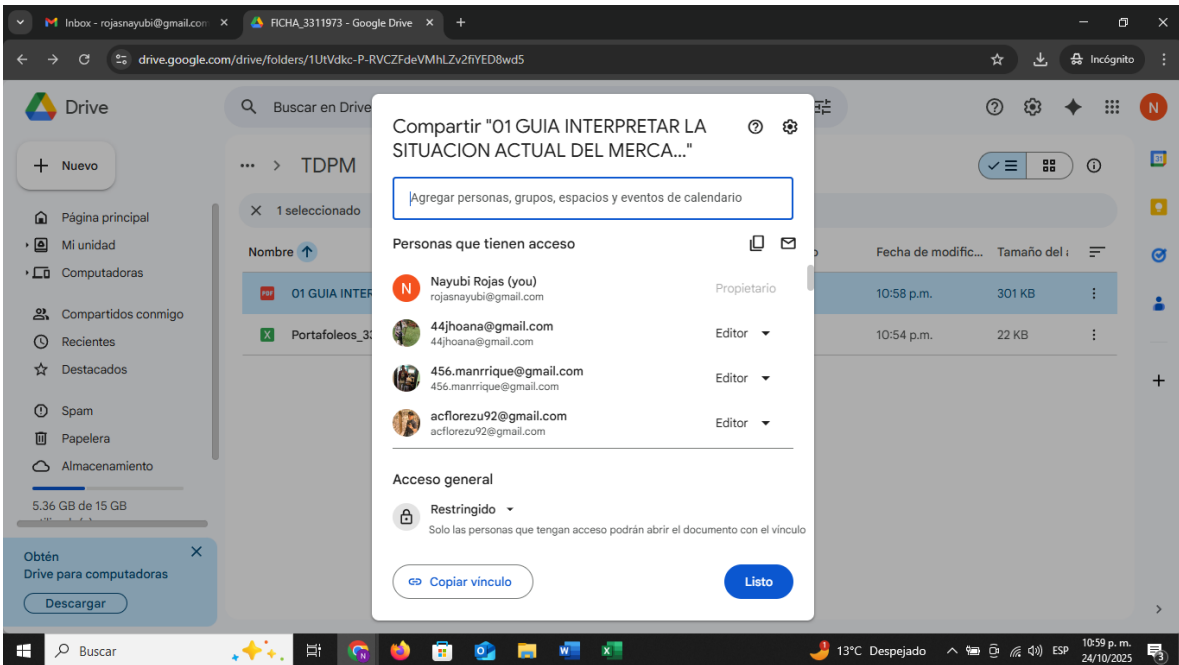 Inbox - rojasnayubi@gmail.com
FICHA_3311973 - Google Drive
drive.google.com/drive/folders/1UtVdkc-P-RVCZFdeVMhLZv2fiYED8wd5
Incógnito
Drive
Buscar en Drive
N
Nuevo
Página principal
Mi unidad
Computadoras
Compartidos conmigo
Recientes
Destacados
Spam
Papelera
Almacenamiento
5.36 GB de 15 GB
Obtén
Drive para computadoras
Descargar
TDPM
1 seleccionado
Nombre
Fecha de modific...
Tamaño del
PDF
01 GUIA INTER
10:58 p.m.
301 KB
X
Portafoleos_33
10:54 p.m.
22 KB
Compartir "01 GUIA INTERPRETAR LA
SITUACION ACTUAL DEL MERCA..."
Agregar personas, grupos, espacios y eventos de calendario
Personas que tienen acceso
N
Nayubi Rojas (you)
rojasnayubi@gmail.com
Propietario
44jhoana@gmail.com
44jhoana@gmail.com
Editor
456.manrrique@gmail.com
456.manrrique@gmail.com
Editor
acflorezu92@gmail.com
acflorezu92@gmail.com
Editor
Acceso general
Restringido
Solo las personas que tengan acceso podrán abrir el documento con el vínculo
Copiar vínculo
Listo
31
Buscar
13°C Despejado
ESP
10:59 p. m.
24/10/2025
3